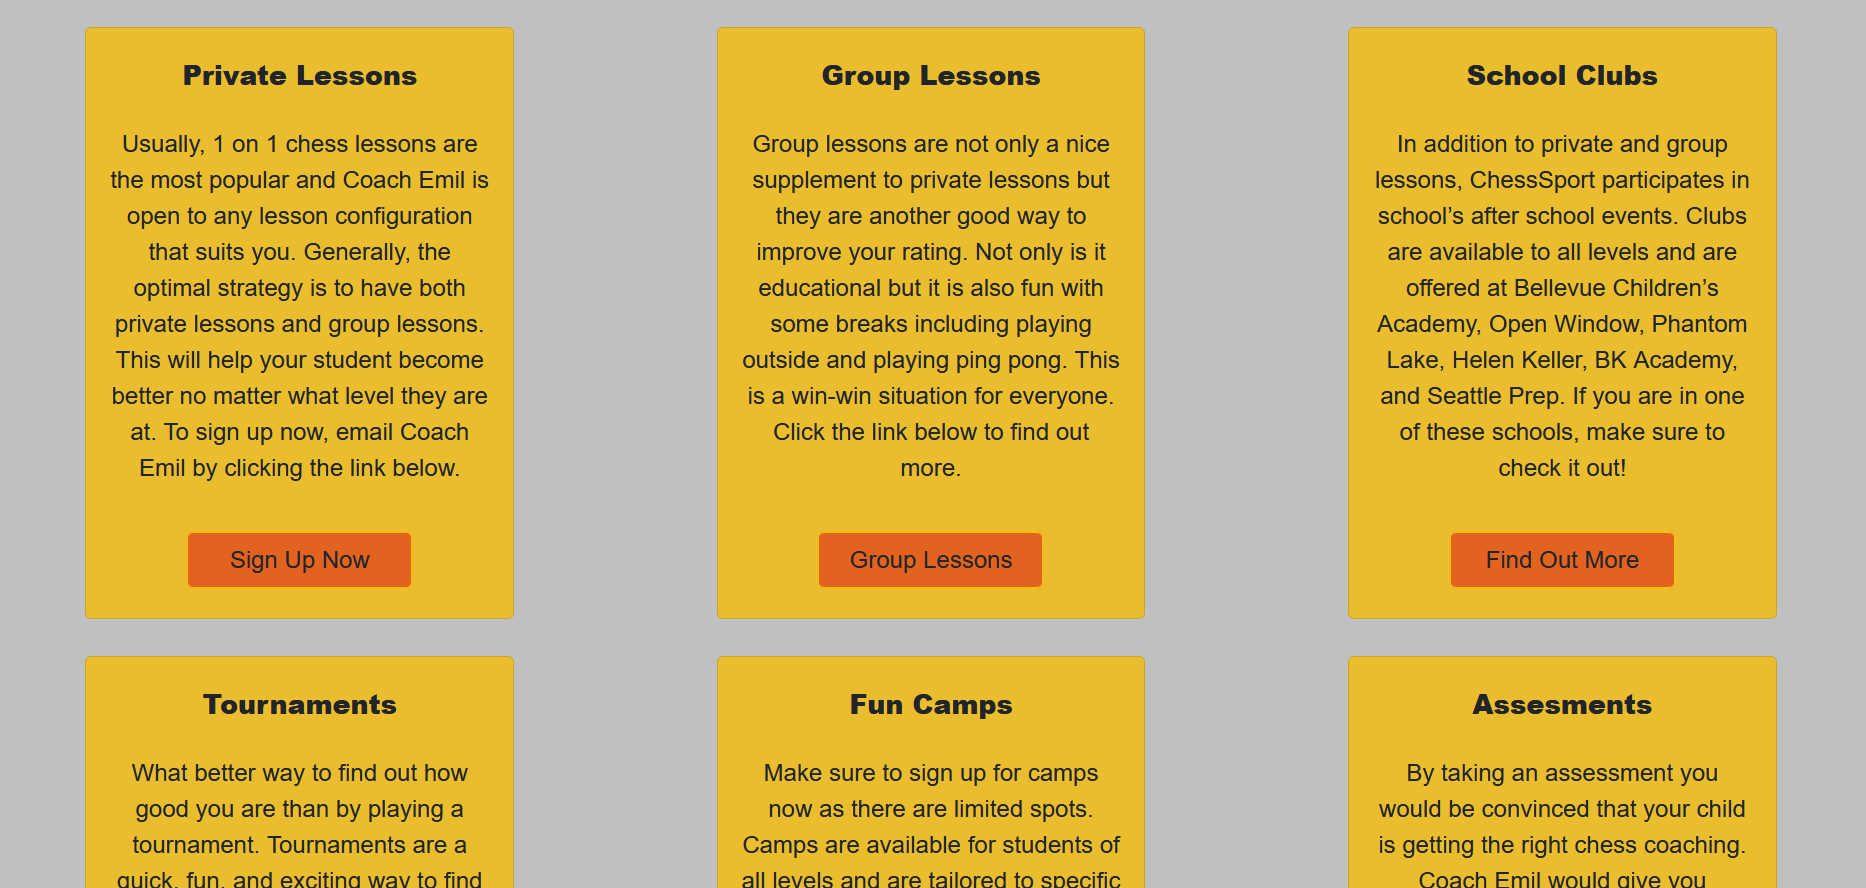 Private Lessons
Usually, 1 on 1 chess lessons are
the most popular and Coach Emil is
open to any lesson configuration
that suits you. Generally, the
optimal strategy is to have both
private lessons and group lessons.
This will help your student become
better no matter what level they are
at. To sign up now, email Coach
Emil by clicking the link below.
Sign Up Now
Group Lessons
Group lessons are not only a nice
supplement to private lessons but
they are another good way to
improve your rating. Not only is it
educational but it is also fun with
some breaks including playing
outside and playing ping pong. This
is a win-win situation for everyone.
Click the link below to find out
more.
Group Lessons
School Clubs
In addition to private and group
lessons, ChessSport participates in
school’s after school events. Clubs
are available to all levels and are
offered at Bellevue Children’s
Academy, Open Window, Phantom
Lake, Helen Keller, BK Academy,
and Seattle Prep. If you are in one
of these schools, make sure to
check it out!
Find Out More
Tournaments
What better way to find out how
good you are than by playing a
tournament. Tournaments are a
quick, fun, and exciting way to find
Fun Camps
Make sure to sign up for camps
now as there are limited spots.
Camps are available for students of
all levels and are tailored to specific
Assesments
By taking an assessment you
would be convinced that your child
is getting the right chess coaching.
Coach Emil would give you